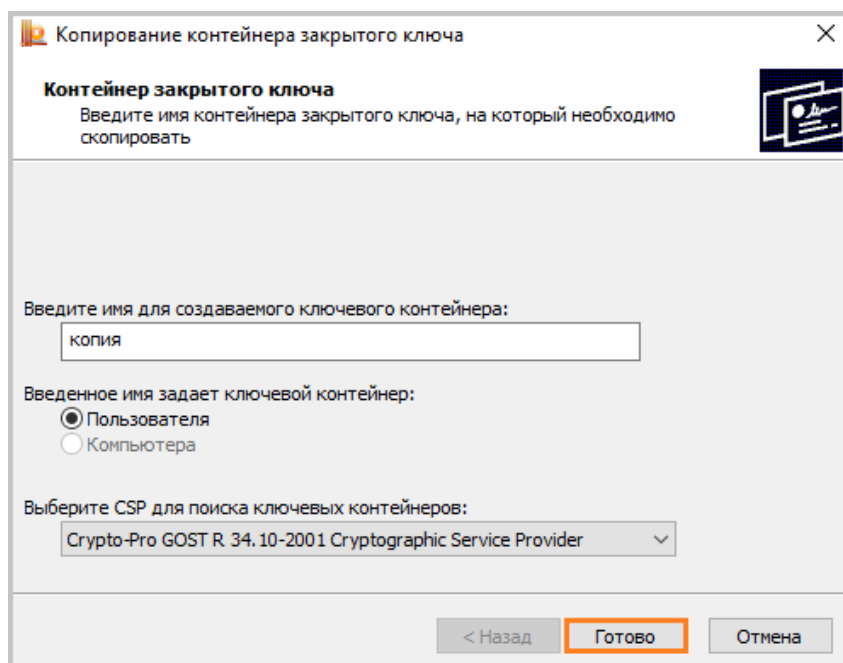 Копирование контейнера закрытого ключа
Контейнер закрытого ключа
Введите имя контейнера закрытого ключа, на который необходимо
скопировать
Введите имя для создаваемого ключевого контейнера:
копия
Введенное имя задает ключевой контейнер:
Пользователя
Компьютера
Выберите CSP для поиска ключевых контейнеров:
Crypto-Pro GOST R 34.10-2001 Cryptographic Service Provider
< Назад Готово Отмена